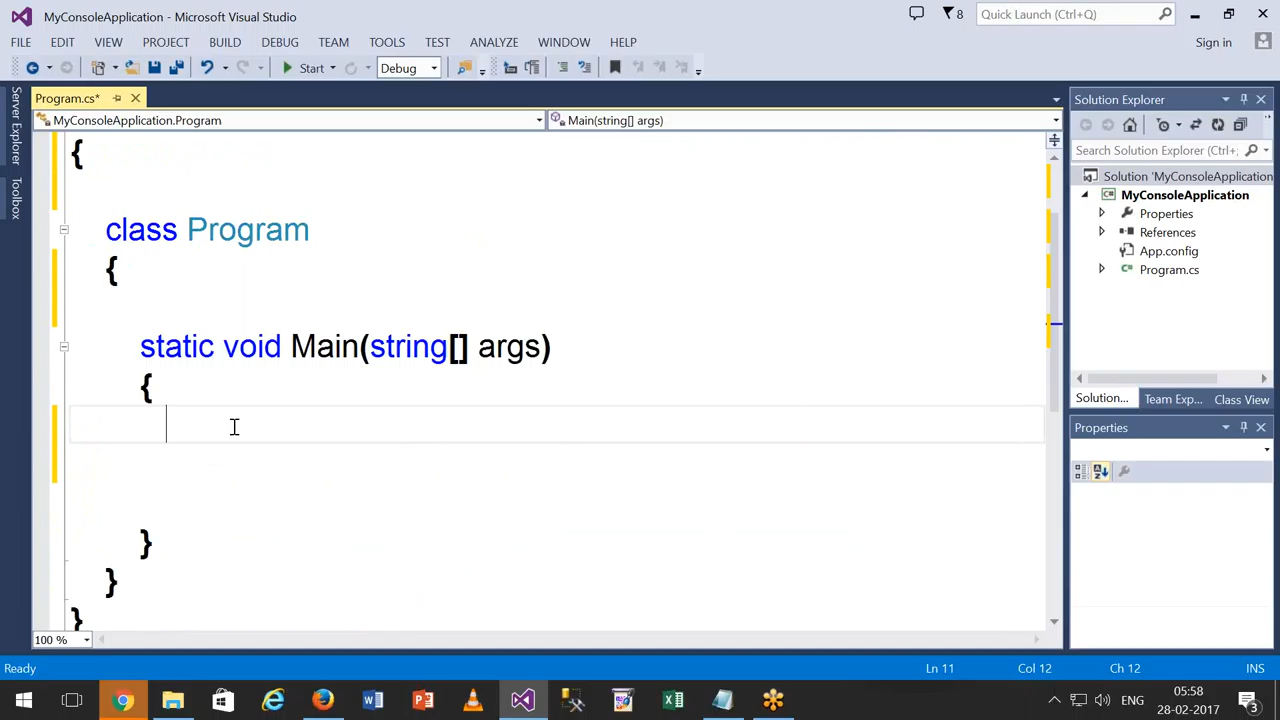 MyConsoleApplication - Microsoft Visual Studio
8
Quick Launch (Ctrl+Q)
FILE EDIT VIEW PROJECT BUILD DEBUG TEAM TOOLS TEST ANALYZE WINDOW HELP
Sign in
Start
Debug
Server Explorer
Toolbox
Program.cs*
MyConsoleApplication.Program
Main(string[] args)
{
class Program
{
static void Main(string[] args)
{
}
}
}
100 %
Solution Explorer
Search Solution Explorer (Ctrl+;
Solution 'MyConsoleApplication
MyConsoleApplication
Properties
References
App.config
Program.cs
Solution... Team Exp... Class View
Properties
Ready
Ln 11
Col 12
Ch 12
INS
ENG
05:58
28-02-2017
3